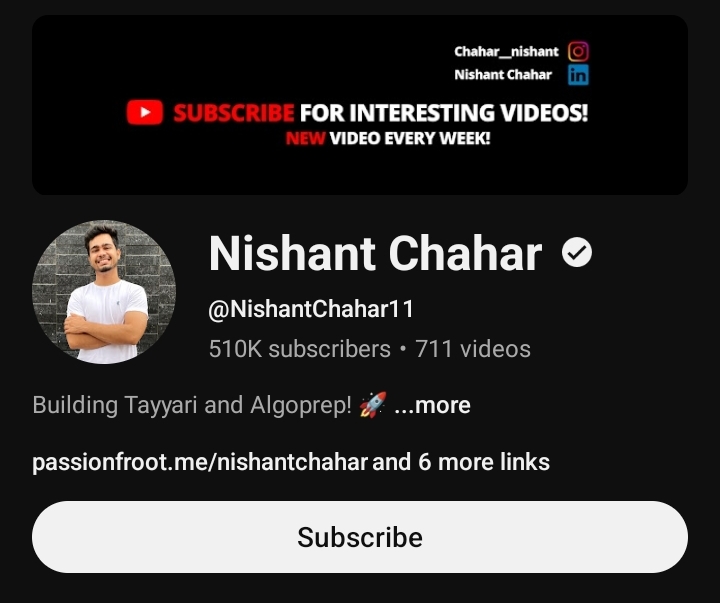 Chahar__nishant
Nishant Chahar in
SUBSCRIBE FOR INTERESTING VIDEOS!
NEW VIDEO EVERY WEEK!
Nishant Chahar
@NishantChahar11
510K subscribers • 711 videos
Building Tayyari and Algoprep! 🚀 ...more
passionfroot.me/nishantchahar and 6 more links
Subscribe